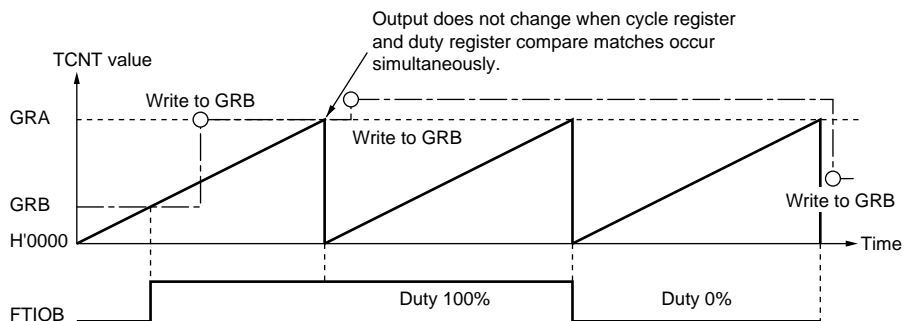 Output does not change when cycle register
and duty register compare matches occur
simultaneously.
TCNT value
Write to GRB
GRA
Write to GRB
GRB
Write to GRB
H'0000
Time
Duty 100%
Duty 0%
FTIOB